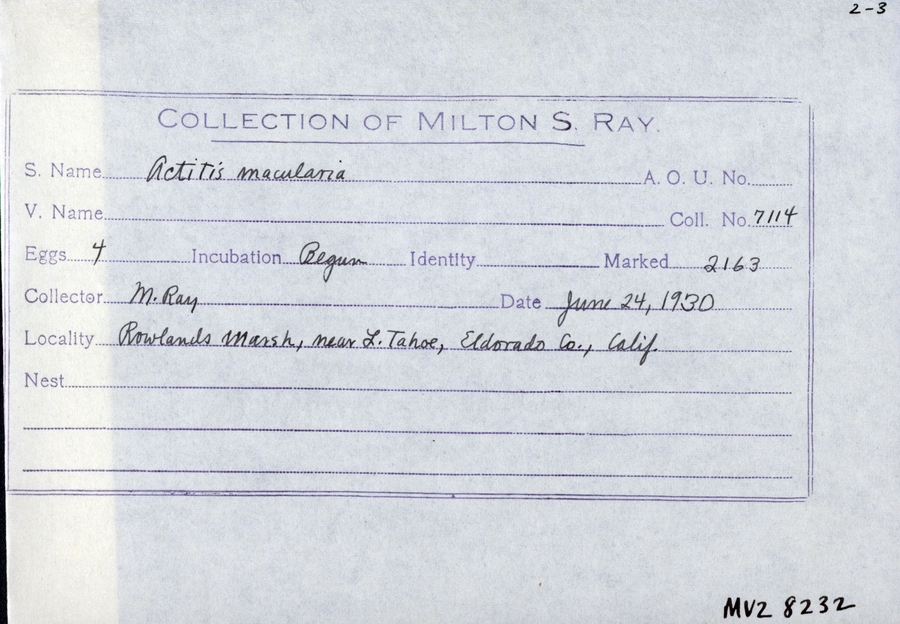 2-3
COLLECTION OF MILTON S. RAY.
S. Name Actitis macularia A. O. U. No.
V. Name Coll. No. 7114
Eggs 4 Incubation Begun Identity Marked 2163
Collector M. Ray Date June 24, 1930
Locality Rowlands Marsh, near L. Tahoe, Eldorado Co., Calif.
Nest
MVZ 8232